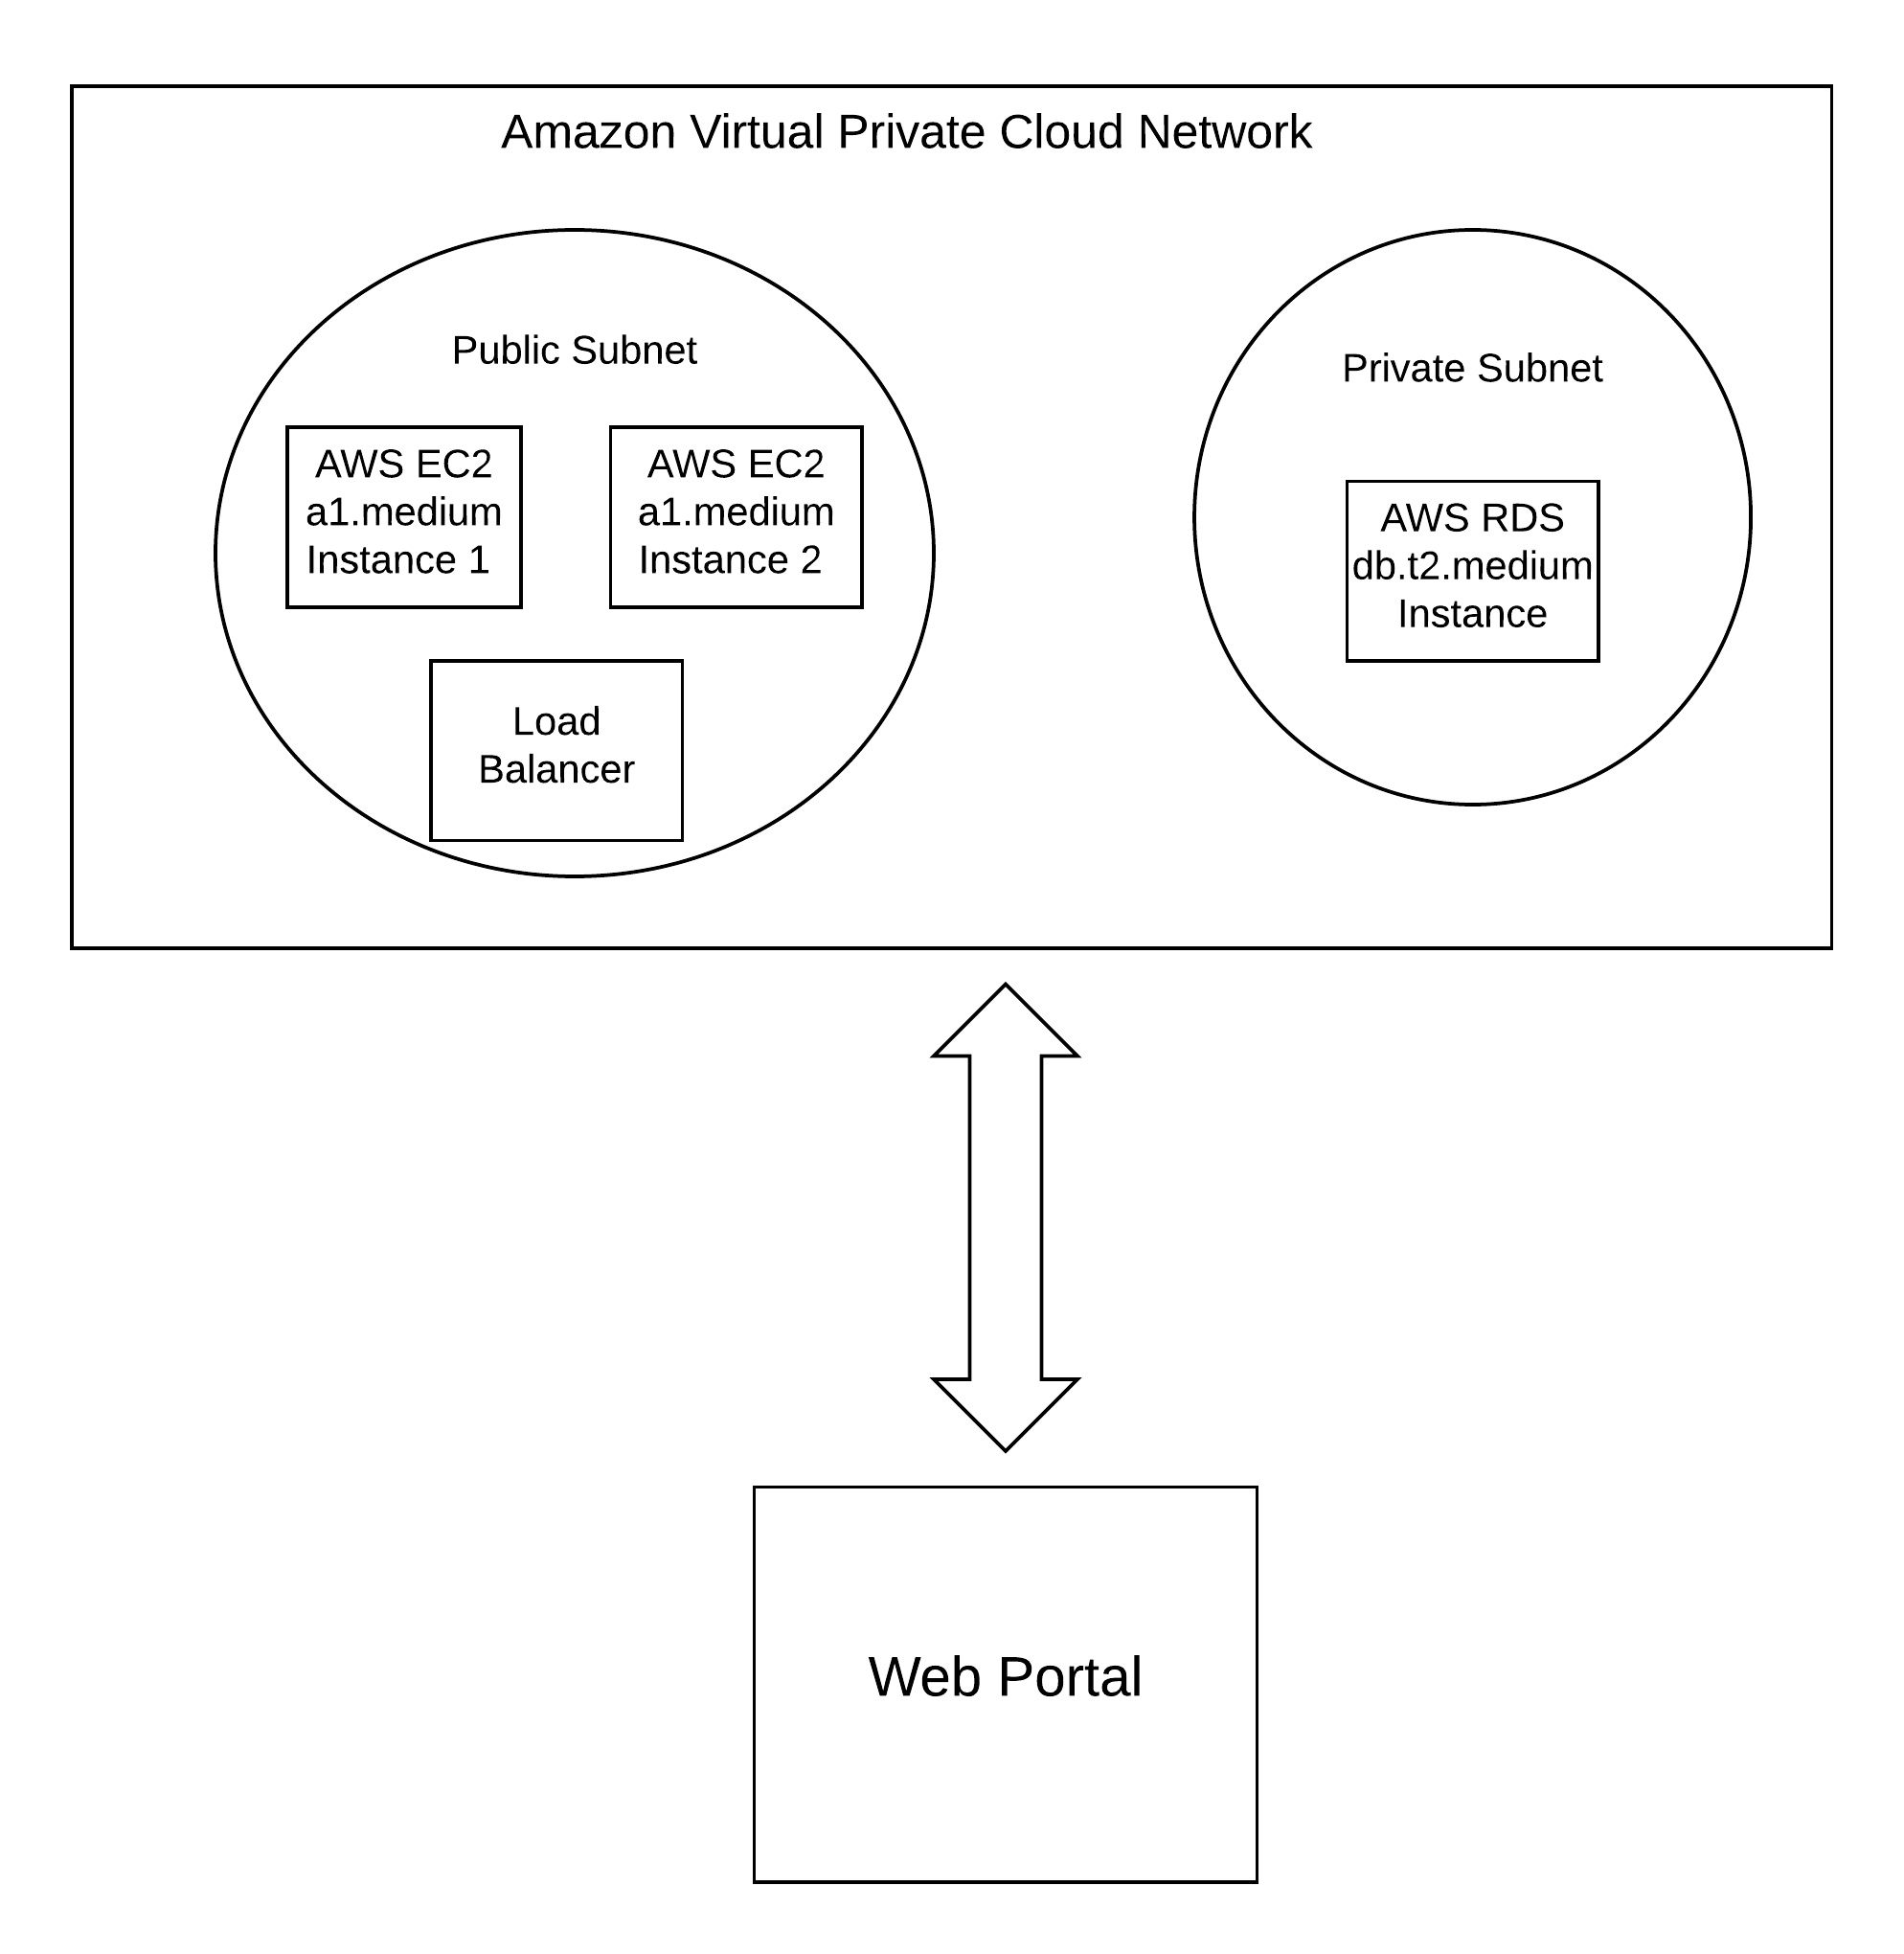 Amazon Virtual Private Cloud Network
Public Subnet
AWS EC2
a1.medium
Instance 1
AWS EC2
a1.medium
Instance 2
Load
Balancer
Private Subnet
AWS RDS
db.t2.medium
Instance
Web Portal